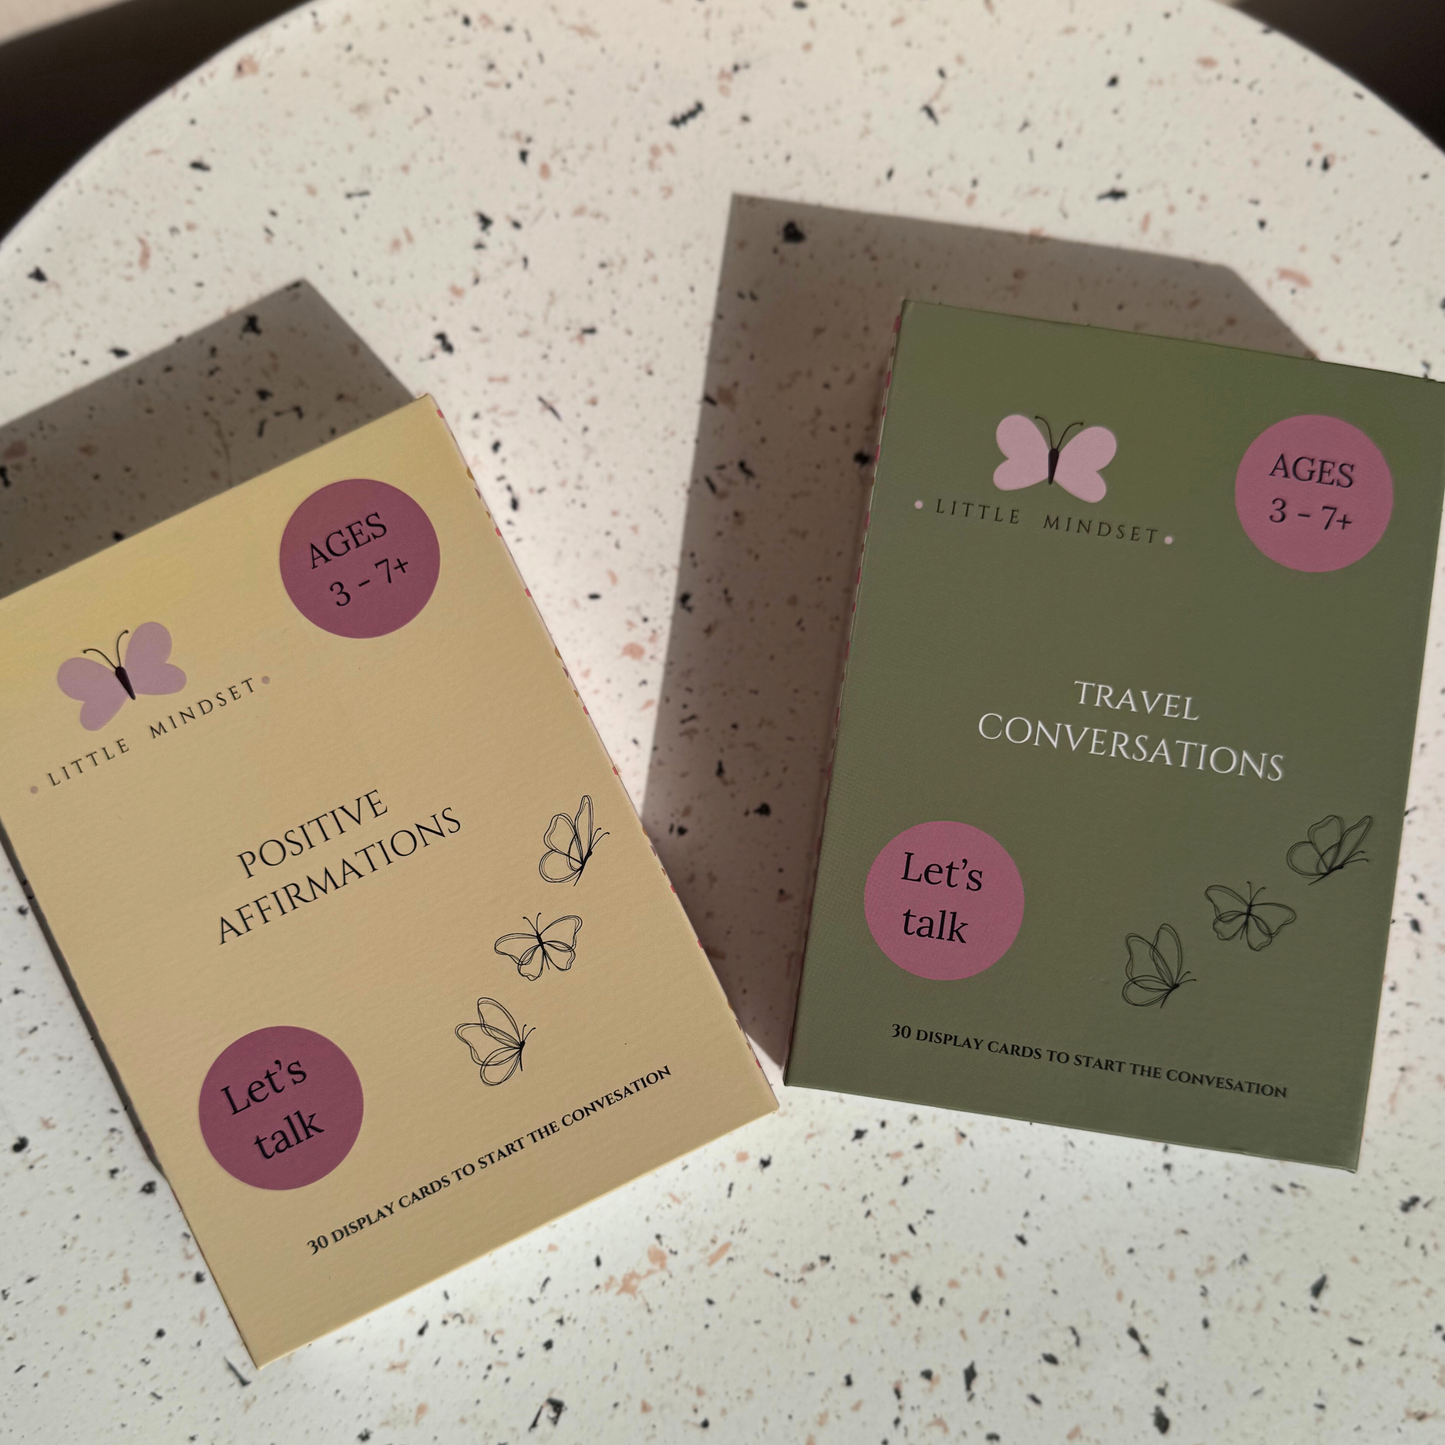 AGES
3 - 7+
LITTLE MINDSET
POSITIVE
AFFIRMATIONS
Let's
talk
30 DISPLAY CARDS TO START THE CONVESATION
LITTLE MINDSET
AGES
3 - 7+
TRAVEL
CONVERSATIONS
Let's
talk
30 DISPLAY CARDS TO START THE CONVESATION